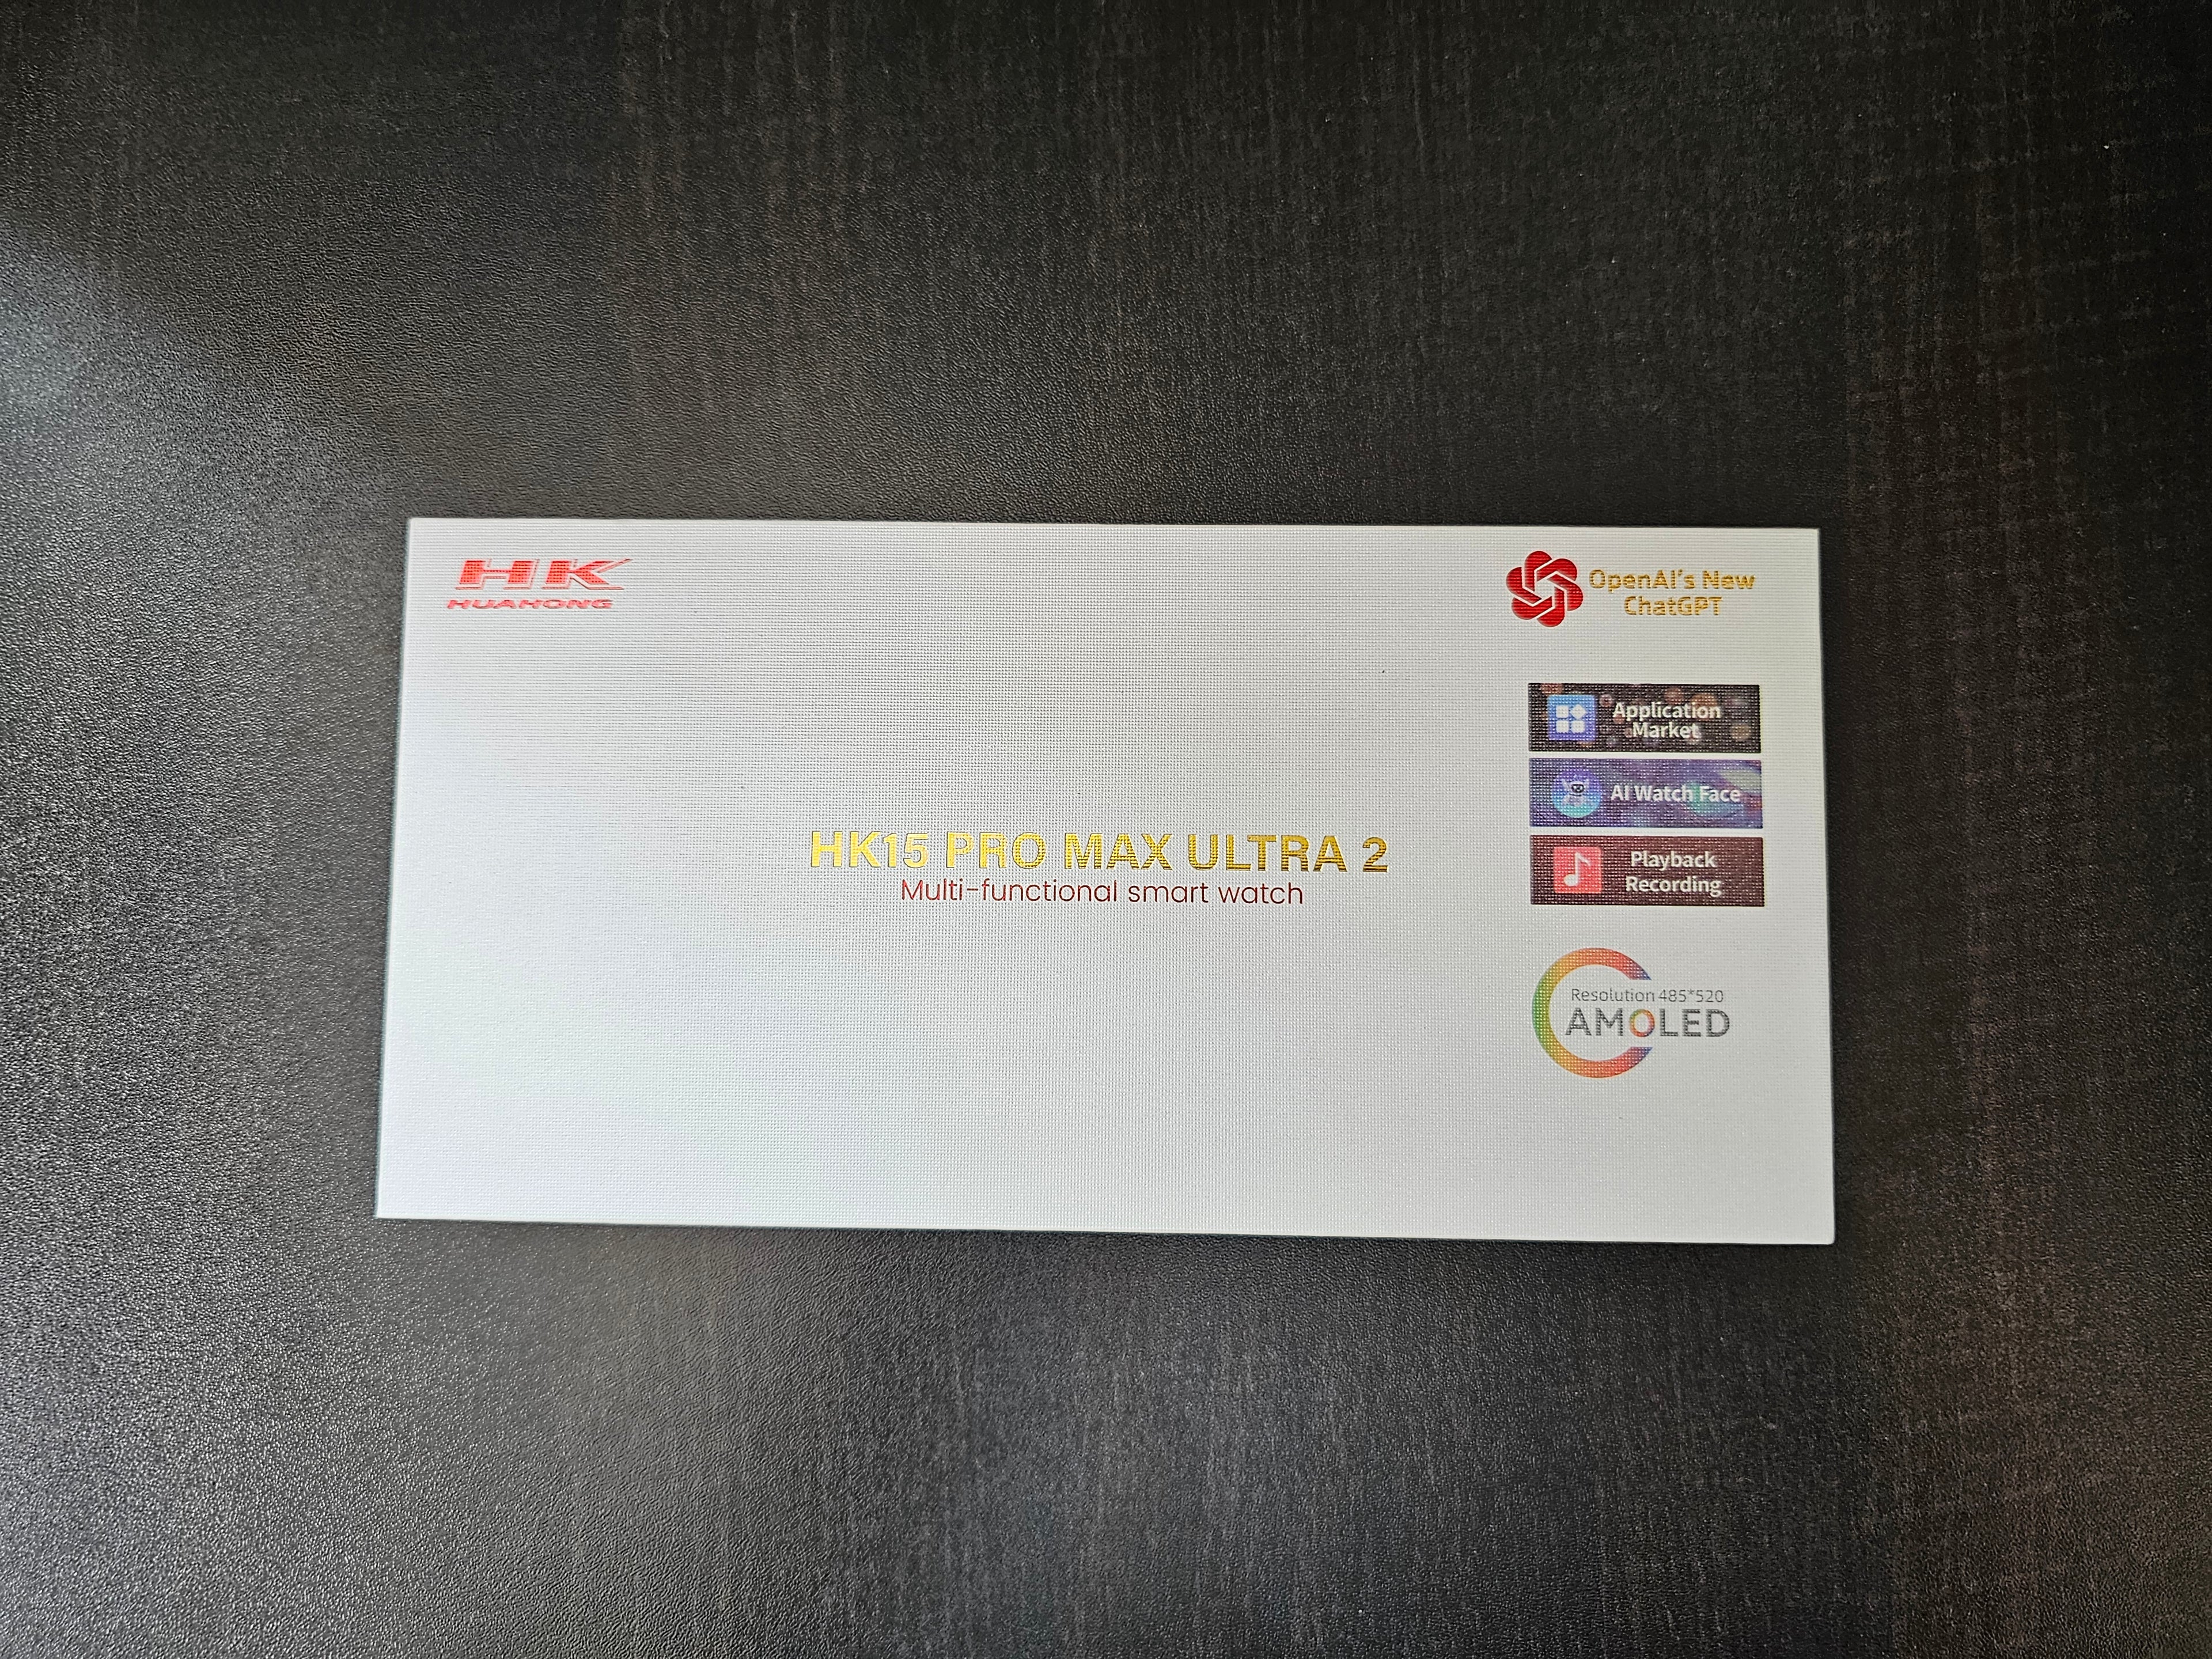 HK
HUAHONG
OpenAI's New
ChatGPT
Application
Market
AI Watch Face
Playback
Recording
HK15 PRO MAX ULTRA 2
Multi-functional smart watch
Resolution 485*520
AMOLED